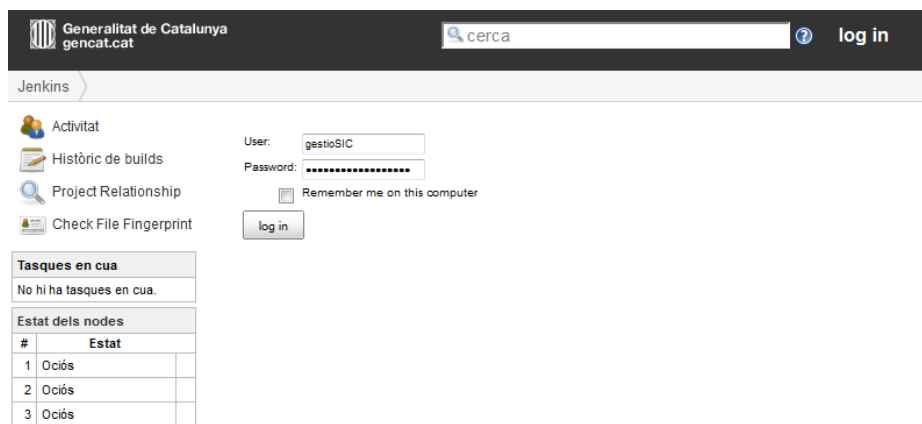 Generalitat de Catalunya
gencat.cat
cerca
?
log in
Jenkins
Activitat
Històric de builds
Project Relationship
Check File Fingerprint
User: gestioSIC
Password: ••••••••••••••••••
Remember me on this computer
log in
Tasques en cua
No hi ha tasques en cua.
Estat dels nodes
# Estat
1 Ociós
2 Ociós
3 Ociós